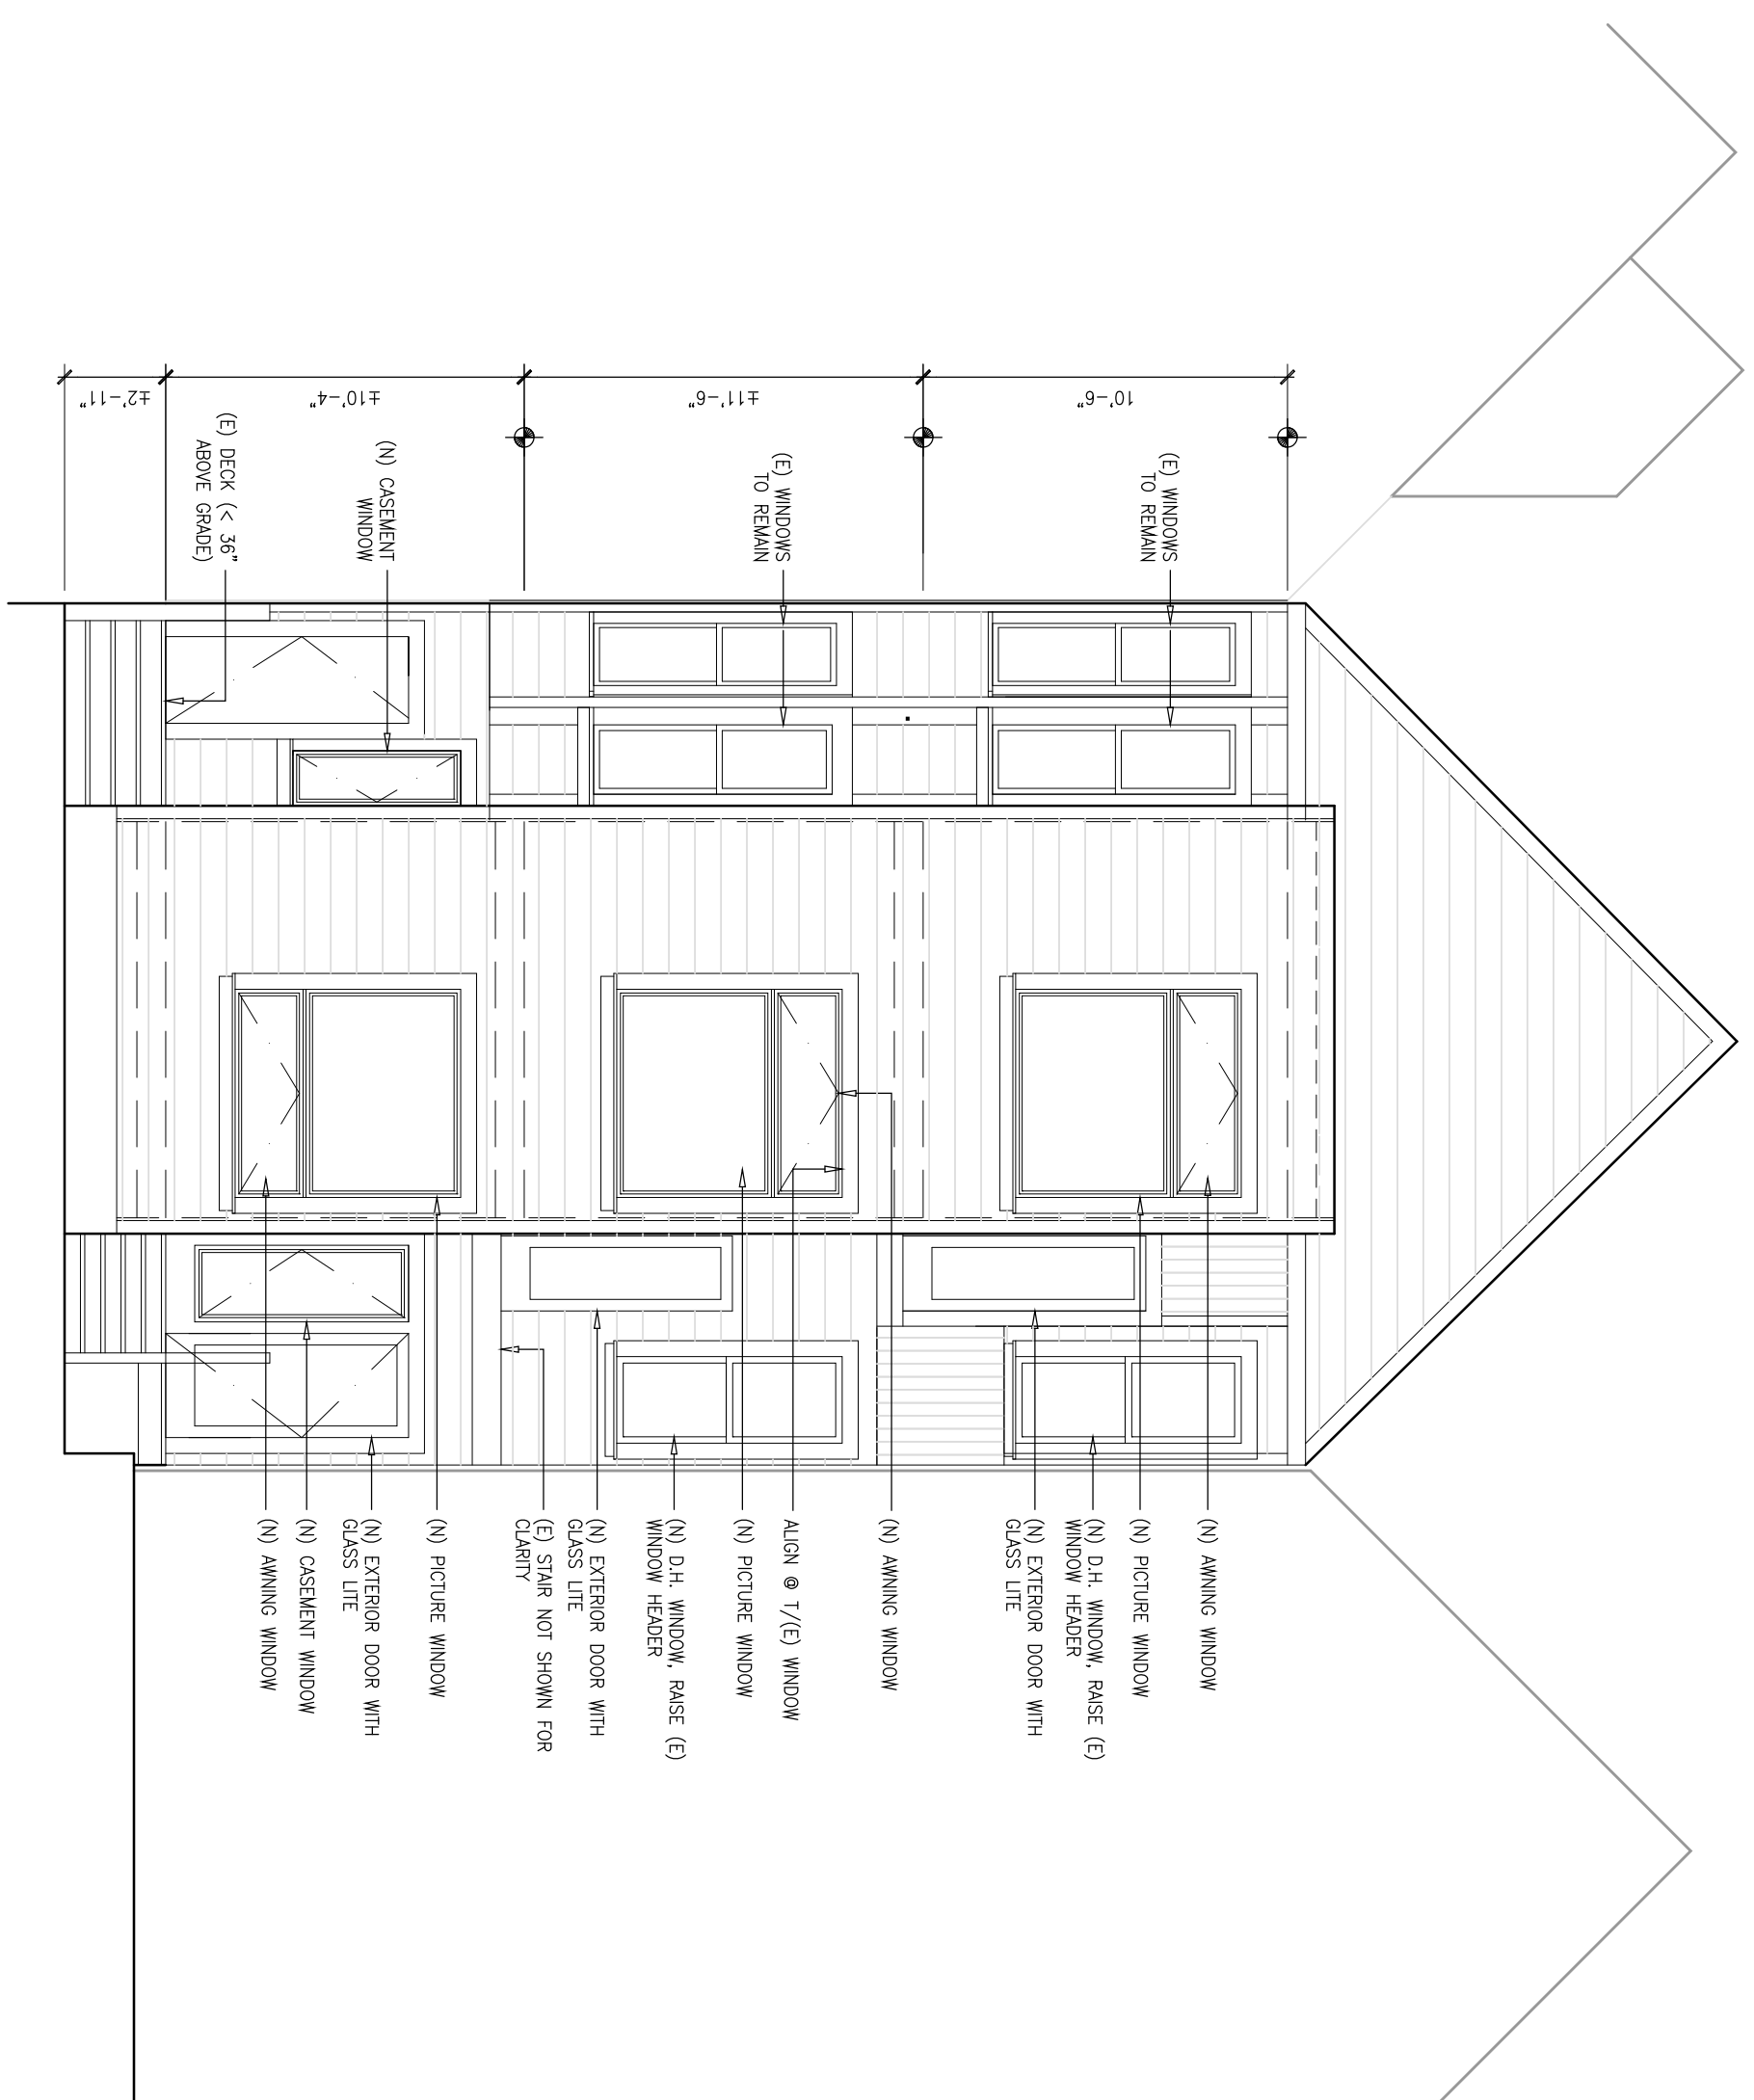 10'-6"
±11'-6"
±10'-4"
±2'-11"
(E) WINDOWS
TO REMAIN
(E) WINDOWS
TO REMAIN
(N) CASEMENT
WINDOW
(E) DECK (< 36"
ABOVE GRADE)
(N) AWNING WINDOW
(N) PICTURE WINDOW
(N) D.H. WINDOW, RAISE (E)
WINDOW HEADER
(N) EXTERIOR DOOR WITH
GLASS LITE
(N) AWNING WINDOW
ALIGN @ T/(E) WINDOW
(N) PICTURE WINDOW
(N) D.H. WINDOW, RAISE (E)
WINDOW HEADER
(N) EXTERIOR DOOR WITH
GLASS LITE
(E) STAIR NOT SHOWN FOR
CLARITY
(N) PICTURE WINDOW
(N) EXTERIOR DOOR WITH
GLASS LITE
(N) CASEMENT WINDOW
(N) AWNING WINDOW